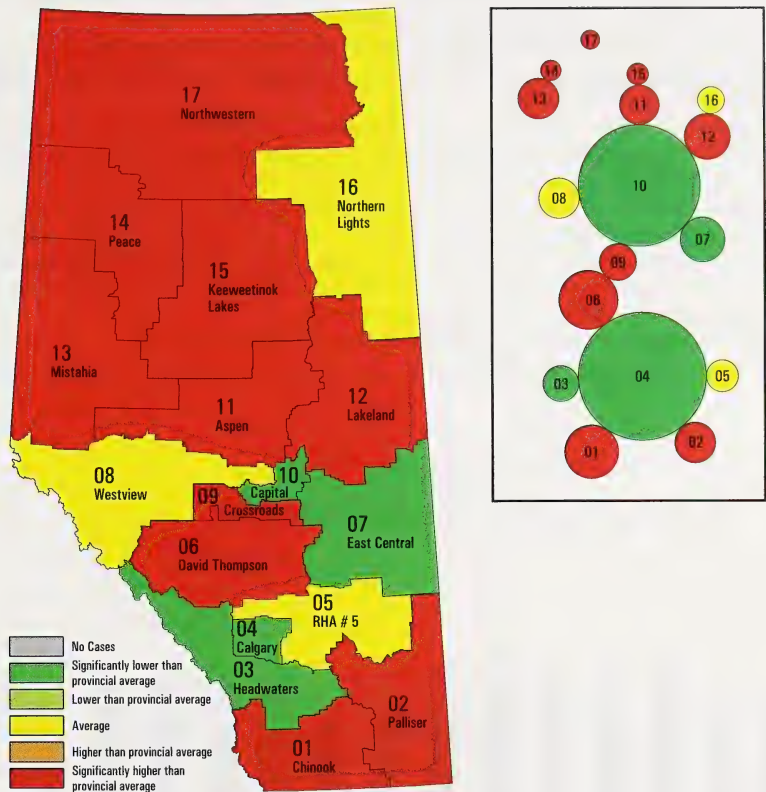 17
Northwestern
16
Northern
Lights
14
Peace
15
Keeweetinok
Lakes
13
Mistahia
11
Aspen
12
Lakeland
08
Westview
10
Capital
09
Crossroads
07
East Central
06
David Thompson
05
RHA # 5
04
Calgary
03
Headwaters
02
Palliser
01
Chinook
No Cases
Significantly lower than
provincial average
Lower than provincial average
Average
Higher than provincial average
Significantly higher than
provincial average
17
14
15
13
11
16
12
10
08
07
09
06
03
04
05
01
02